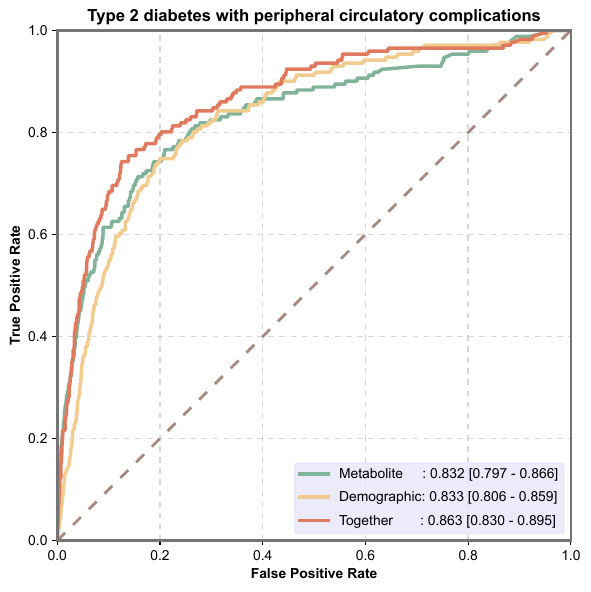 Type 2 diabetes with peripheral circulatory complications
1.0
0.8
0.6
0.4
0.2
0.0
True Positive Rate
Metabolite : 0.832 [0.797 - 0.866]
Demographic: 0.833 [0.806 - 0.859]
Together : 0.863 [0.830 - 0.895]
0.0 0.2 0.4 0.6 0.8 1.0
False Positive Rate